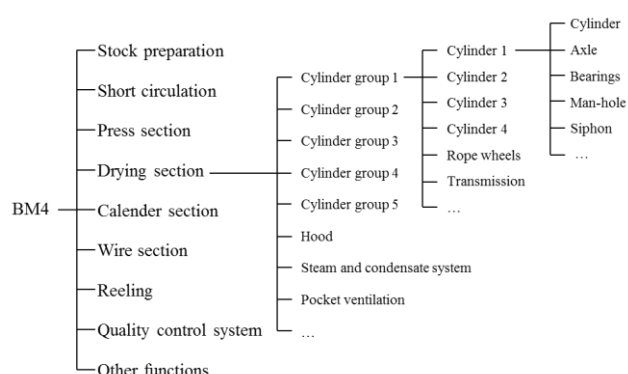 BM4
Stock preparation
Short circulation
Press section
Drying section
Calender section
Wire section
Reeling
Quality control system
Other functions
Cylinder group 1
Cylinder group 2
Cylinder group 3
Cylinder group 4
Cylinder group 5
Hood
Steam and condensate system
Pocket ventilation
…
Cylinder 1
Cylinder 2
Cylinder 3
Cylinder 4
Rope wheels
Transmission
…
Cylinder
Axle
Bearings
Man-hole
Siphon
…